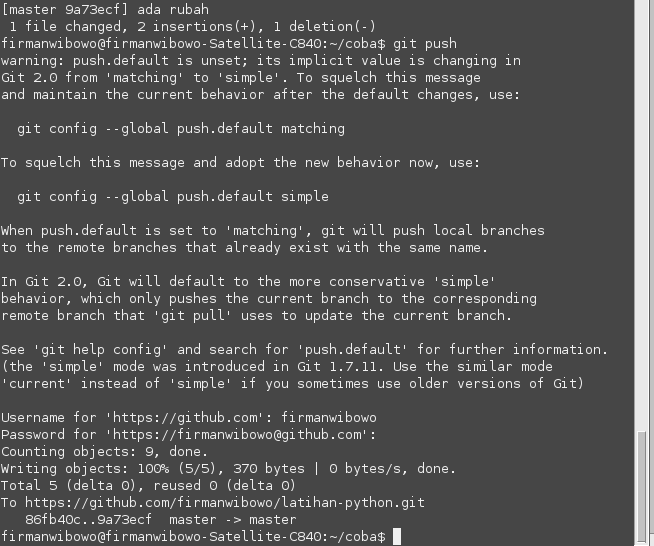 [master 9a73ecf] ada rubah
 1 file changed, 2 insertions(+), 1 deletion(-)
firmanwibowo@firmanwibowo-Satellite-C840:~/coba$ git push
warning: push.default is unset; its implicit value is changing in
Git 2.0 from 'matching' to 'simple'. To squelch this message
and maintain the current behavior after the default changes, use:

  git config --global push.default matching

To squelch this message and adopt the new behavior now, use:

  git config --global push.default simple

When push.default is set to 'matching', git will push local branches
to the remote branches that already exist with the same name.

In Git 2.0, Git will default to the more conservative 'simple'
behavior, which only pushes the current branch to the corresponding
remote branch that 'git pull' uses to update the current branch.

See 'git help config' and search for 'push.default' for further information.
(the 'simple' mode was introduced in Git 1.7.11. Use the similar mode
'current' instead of 'simple' if you sometimes use older versions of Git)

Username for 'https://github.com': firmanwibowo
Password for 'https://firmanwibowo@github.com':
Counting objects: 9, done.
Writing objects: 100% (5/5), 370 bytes | 0 bytes/s, done.
Total 5 (delta 0), reused 0 (delta 0)
To https://github.com/firmanwibowo/latihan-python.git
   86fb40c..9a73ecf  master -> master
firmanwibowo@firmanwibowo-Satellite-C840:~/coba$